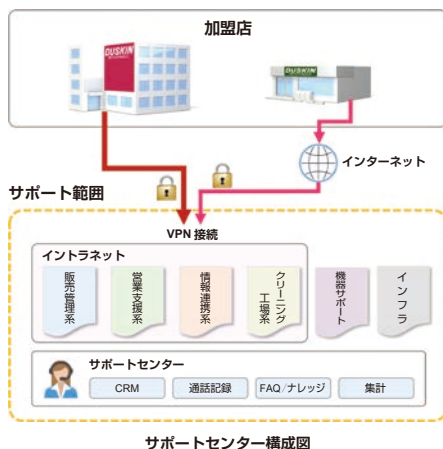 加盟店
DUSKIN
DUSKIN
インターネット
サポート範囲
VPN 接続
イントラネット
販売管理系
営業支援系
情報連携系
クリーニング
工場系
機器サポート
インフラ
サポートセンター
CRM
通話記録
FAQ/ナレッジ
集計
サポートセンター構成図